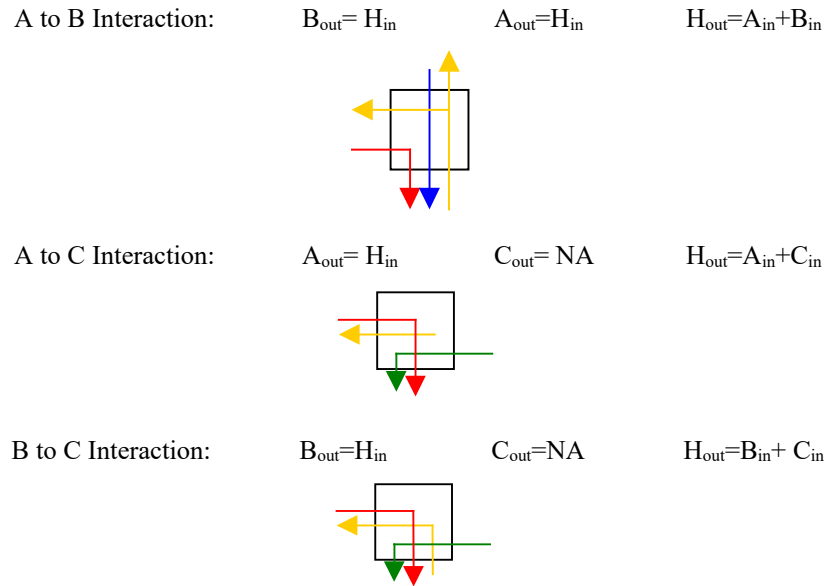 A to B Interaction: Bout= Hin Aout=Hin Hout=Ain+Bin
A to C Interaction: Aout= Hin Cout= NA Hout=Ain+Cin
B to C Interaction: Bout=Hin Cout=NA Hout=Bin+ Cin